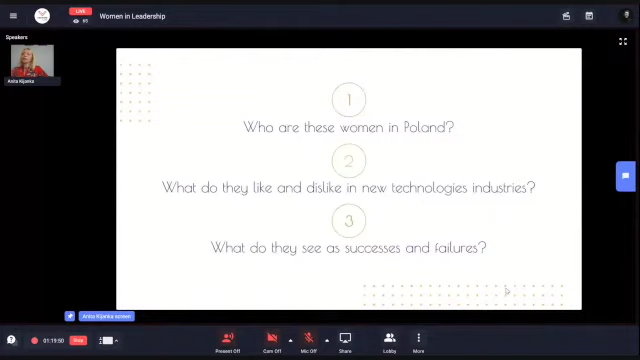 LIVE
65
Women in Leadership
Speakers
Anita Kijanka
1
Who are these women in Poland?
2
What do they like and dislike in new technologies industries?
3
What do they see as successes and failures?
Anita Kijanka screen
01:19:50
Stop
Present Off
Cam Off
Mic Off
Share
Lobby
More